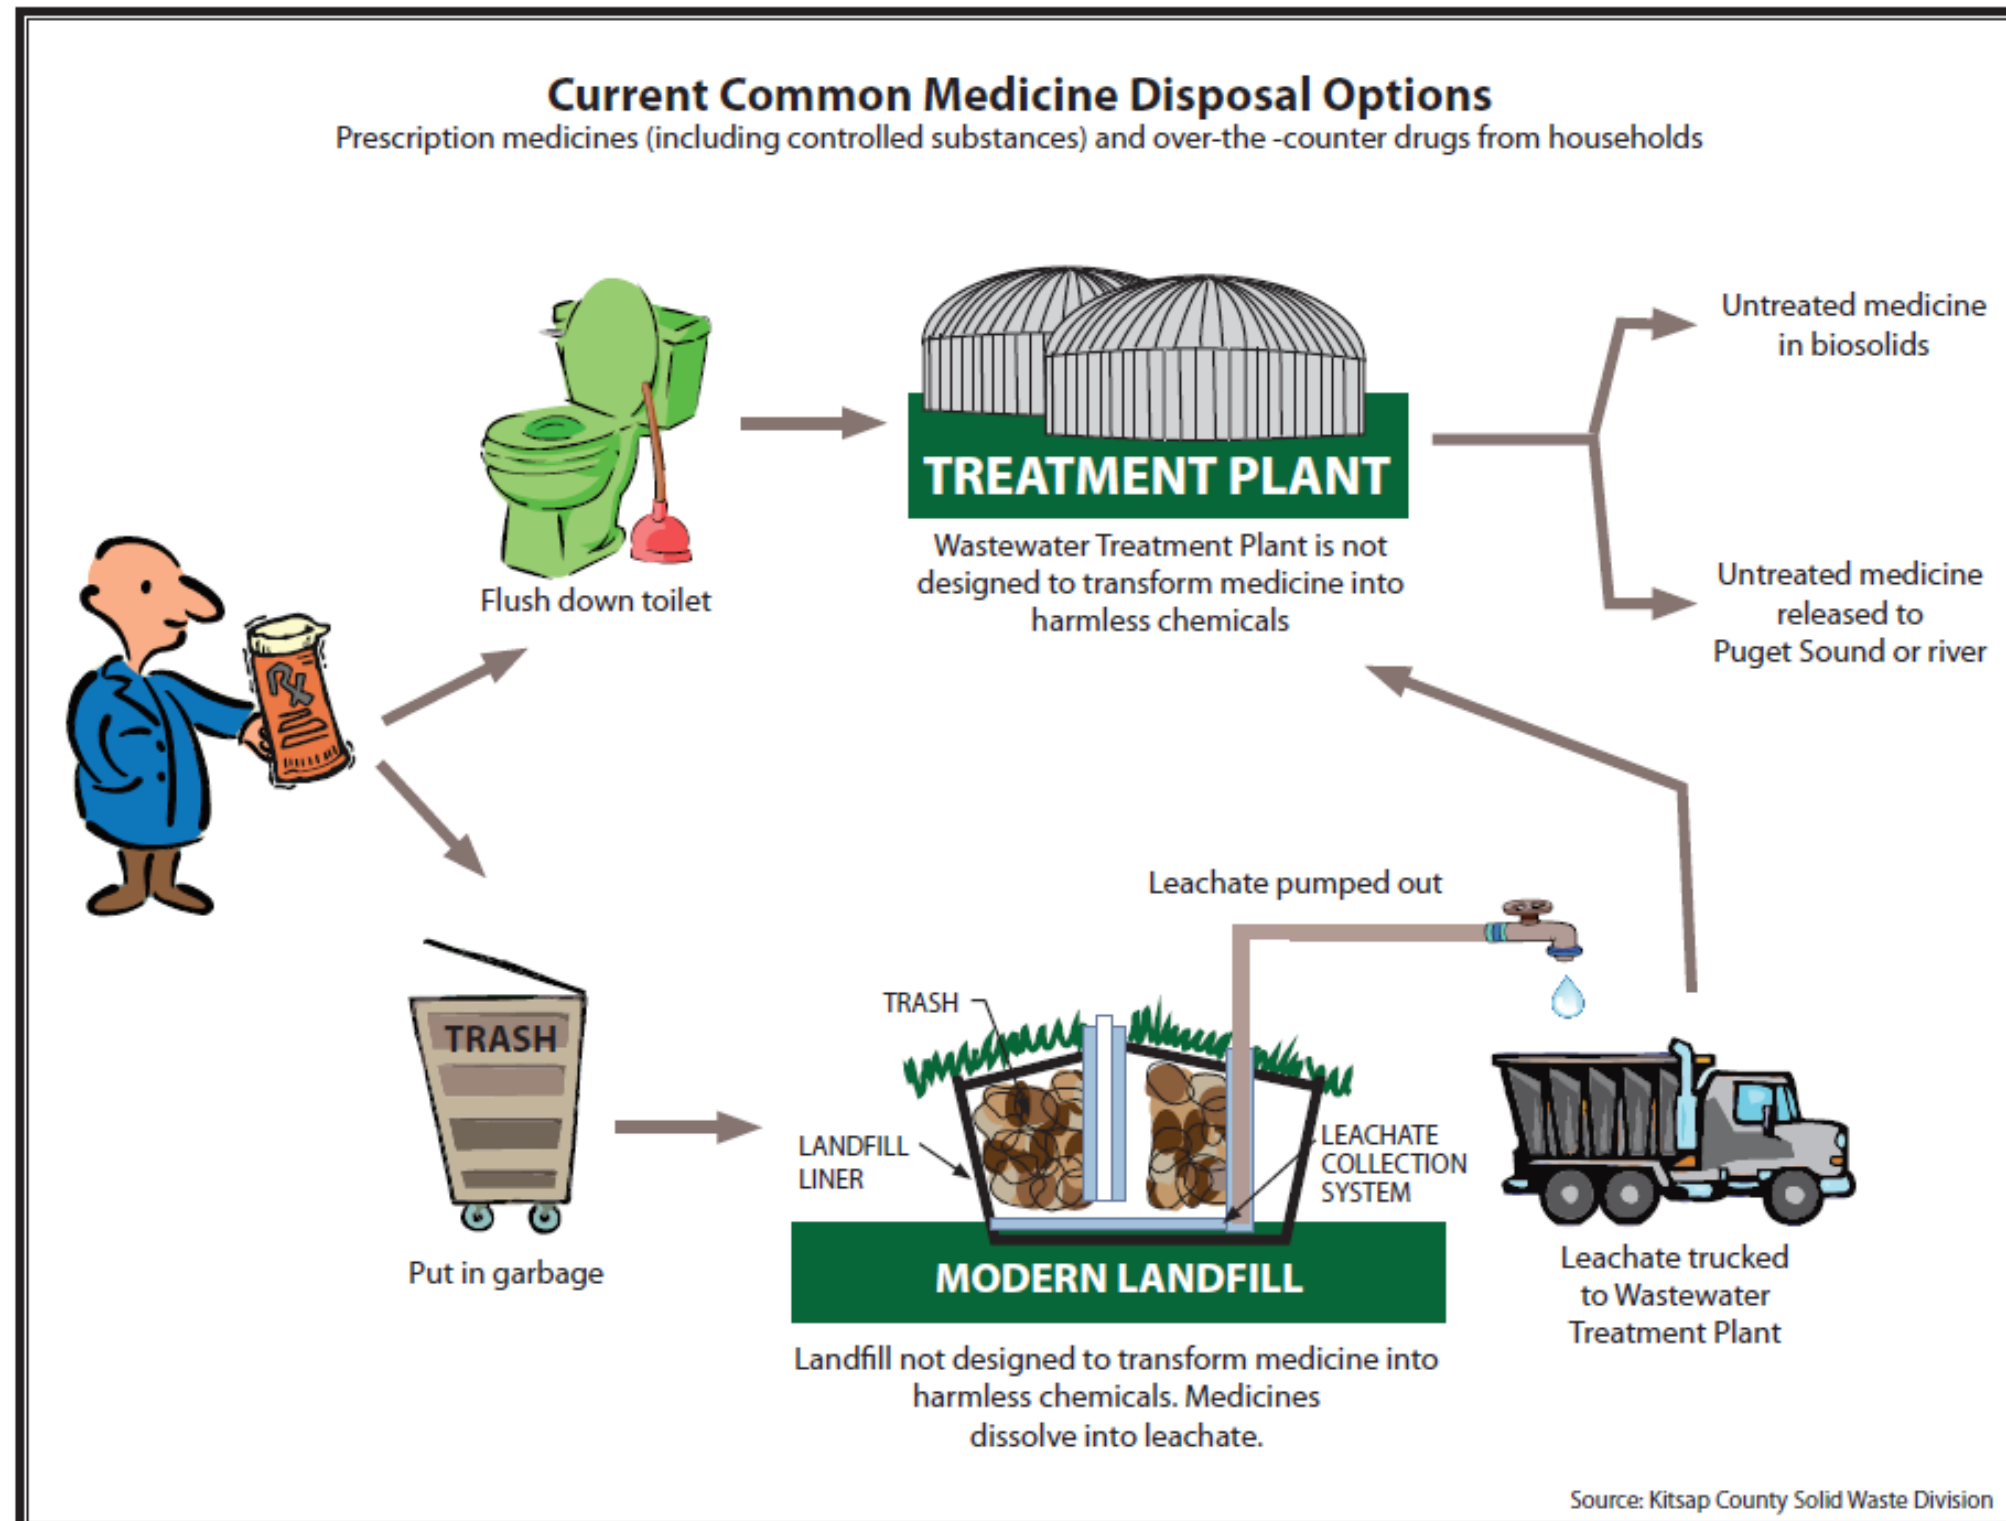 Current Common Medicine Disposal Options
Prescription medicines (including controlled substances) and over-the -counter drugs from households
Untreated medicine
in biosolids
TREATMENT PLANT
Wastewater Treatment Plant is not
designed to transform medicine into
harmless chemicals
Flush down toilet
Untreated medicine
released to
Puget Sound or river
Rx
Leachate pumped out
TRASH
TRASH
LANDFILL
LINER
LEACHATE
COLLECTION
SYSTEM
Put in garbage
MODERN LANDFILL
Leachate trucked
to Wastewater
Treatment Plant
Landfill not designed to transform medicine into
harmless chemicals. Medicines
dissolve into leachate.
Source: Kitsap County Solid Waste Division